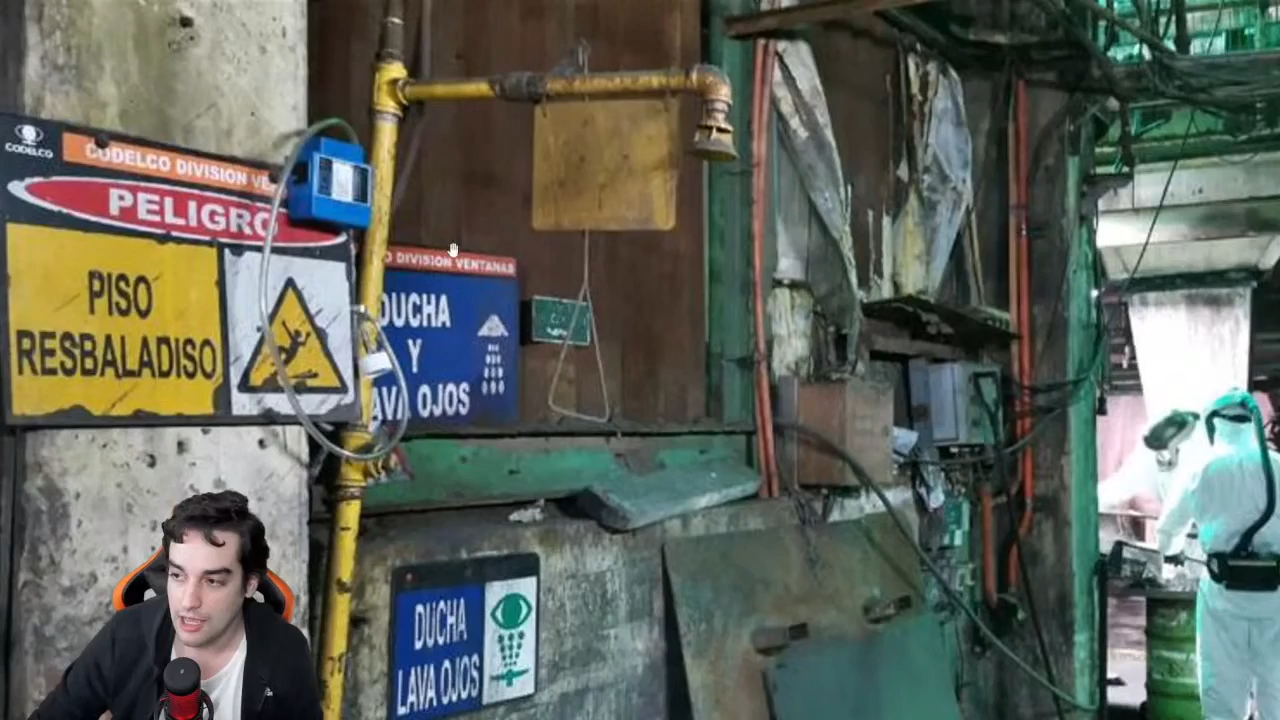 CODELCO
CODELCO DIVISION VE
PELIGRO
PISO
RESBALADISO
O DIVISION VENTANAS
DUCHA
Y
AVA OJOS
DUCHA
LAVA OJOS